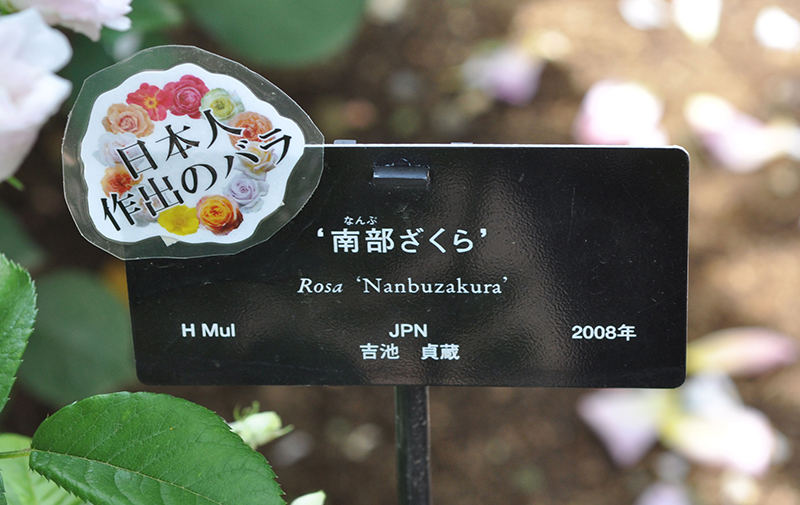 日本人
作出のバラ
なんぶ
‘南部ざくら’
Rosa ‘Nanbuzakura’
H Mul JPN 2008年
吉池 貞蔵